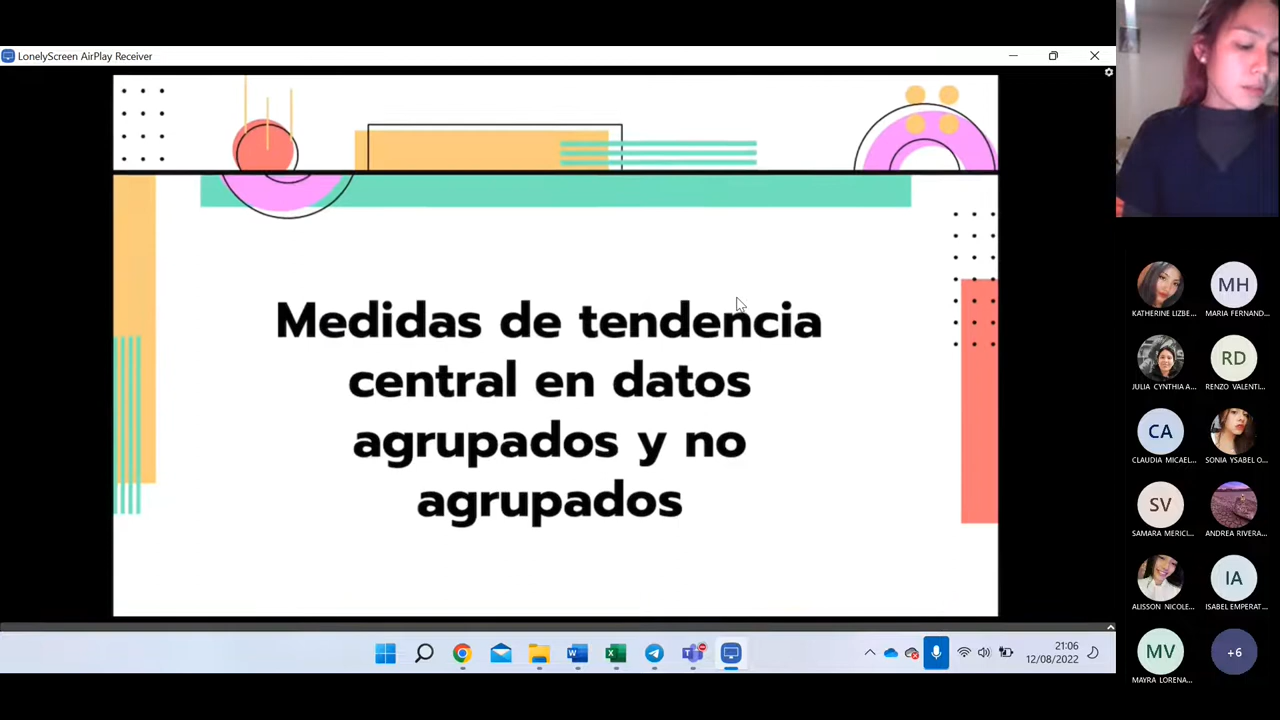 LonelyScreen AirPlay Receiver
Medidas de tendencia
central en datos
agrupados y no
agrupados
MH
KATHERINE LIZBE...
MARIA FERNAND...
RD
JULIA CYNTHIA A...
RENZO VALENTI...
CA
CLAUDIA MICAEL...
SONIA YSABEL O...
SV
SAMARA MERICI...
ANDREA RIVERA...
IA
ALISSON NICOLE...
ISABEL EMPERAT...
MV
+6
MAYRA LORENA...
21:06
12/08/2022